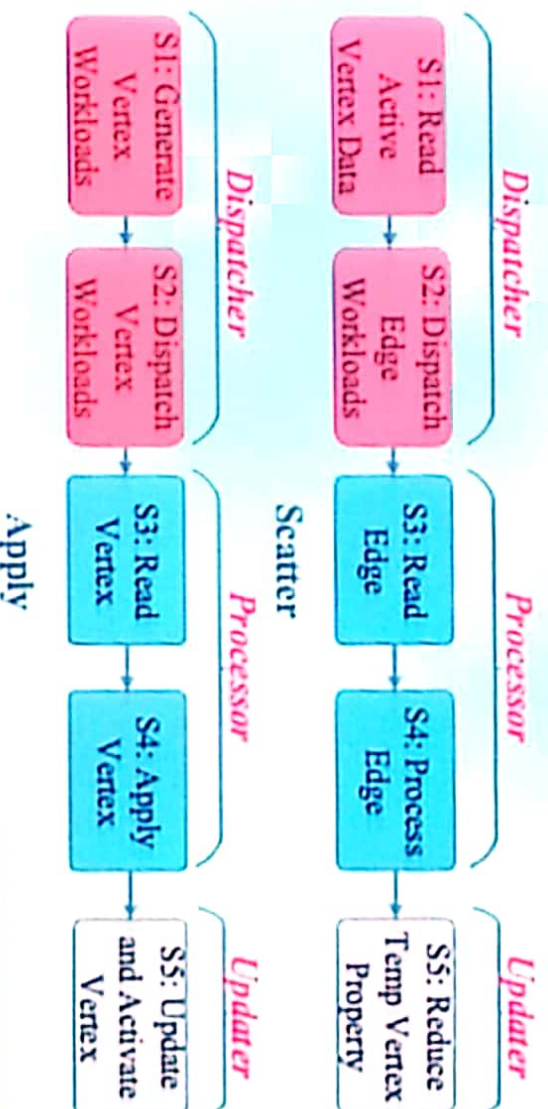 Dispatcher
Processor
Updater
S1: Read
Active
Vertex Data
S2: Dispatch
Edge
Workloads
S3: Read
Edge
S4: Process
Edge
S5: Reduce
Temp Vertex
Property
Scatter
Dispatcher
Processor
Updater
S1: Generate
Vertex
Workloads
S2: Dispatch
Vertex
Workloads
S3: Read
Vertex
S4: Apply
Vertex
S5: Update
and Activate
Vertex
Apply